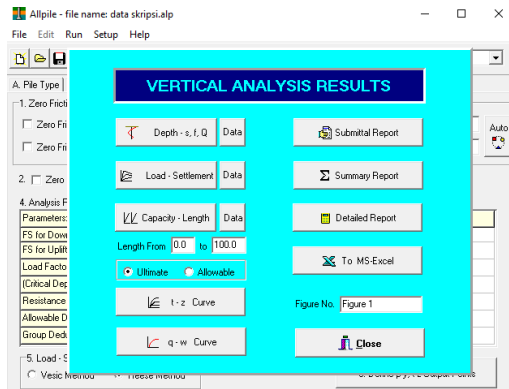 Allpile - file name: data skripsi.alp
File Edit Run Setup Help
A. Pile Type
VERTICAL ANALYSIS RESULTS
1. Zero Fricti
Zero Fri
Zero Fri
Auto
Depth - s, f, Q Data
Submittal Report
Load - Settlement Data
Σ Summary Report
2. Zero
4. Analysis F
Parameters:
FS for Down
FS for Uplift
Load Facto
(Critical Dep
Resistance
Allowable D
Group Dedu
Capacity - Length Data
Detailed Report
Length From 0.0 to 100.0
To MS-Excel
Ultimate Allowable
t - z Curve
Figure No. Figure 1
q - w Curve
Close
5. Load - S
Vesic Method Reese Method